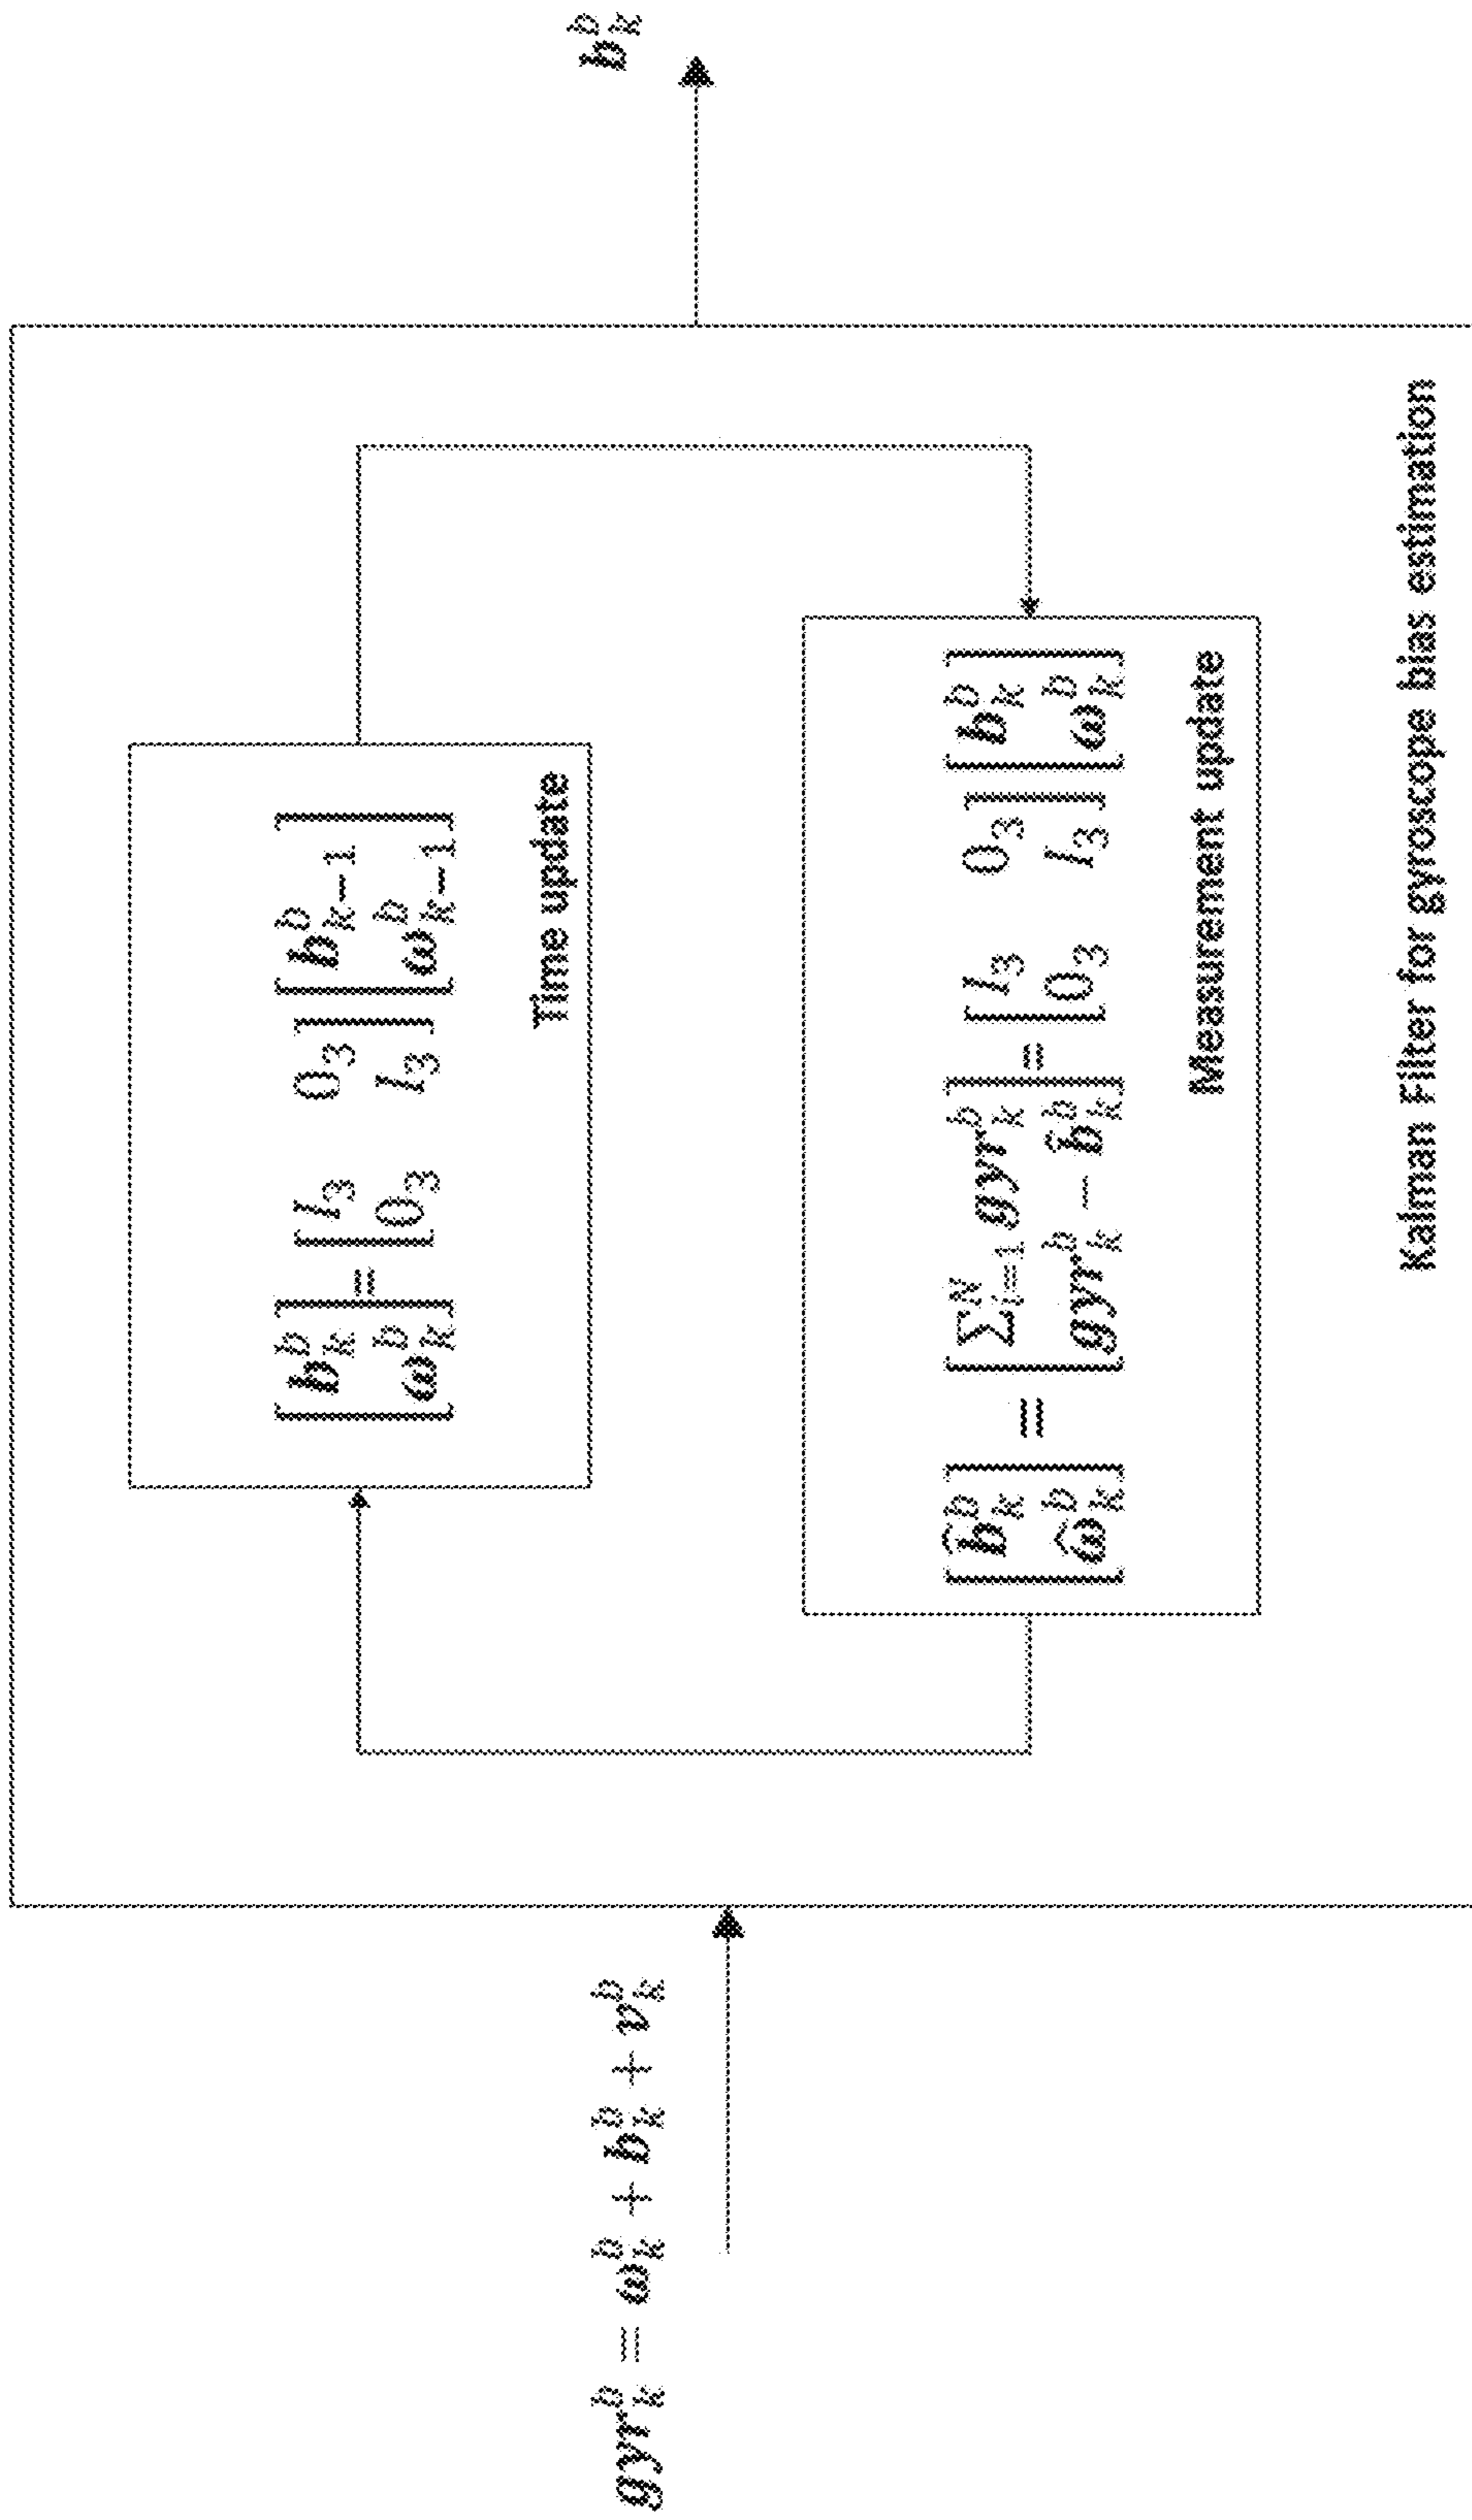 gyr_k^b = ω_k^b + b_k^b + v_k^b
[b_k^b ω_k^b] = [I_3 0_3 0_3 I_3] [b_{k-1}^b ω_{k-1}^b]
Time update
[b̂_k^b ω̂_k^b] = [Σ_{i=1}^N gyr_k^b gyr_k^b − b̂_k^b] = [I_3 0_3 0_3 I_3] [b_k^b ω_k^b]
Measurement update
Kalman Filter for gyroscope bias estimation
b_k^b